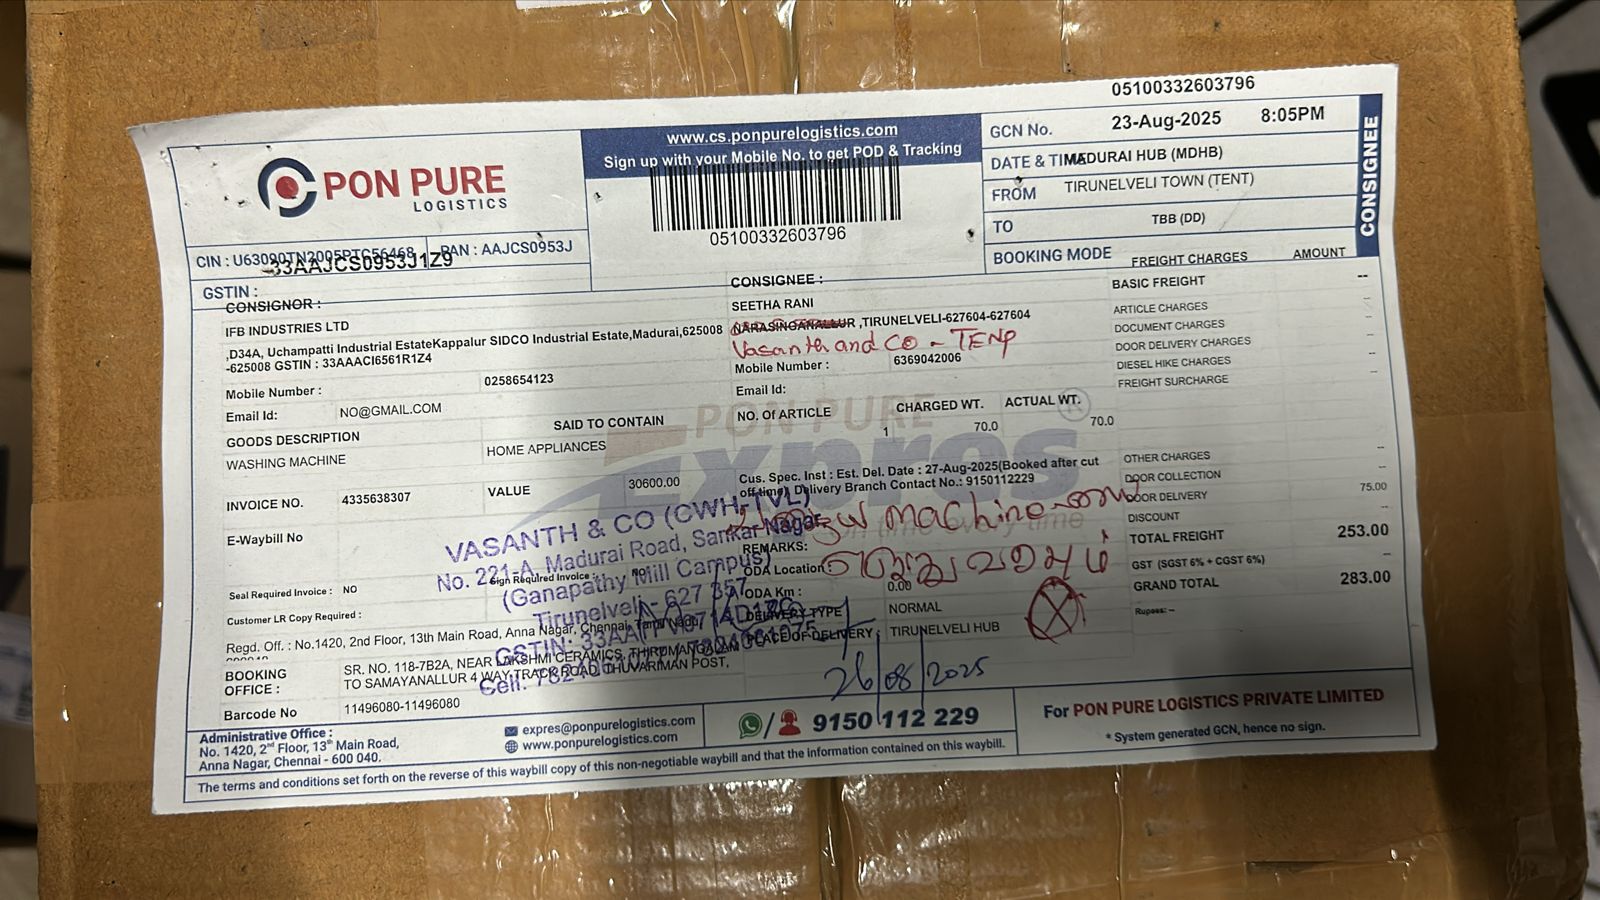 05100332603796
PON PURE
LOGISTICS
www.cs.ponpurelogistics.com
Sign up with your Mobile No. to get POD & Tracking
05100332603796
GCN No.
23-Aug-2025 8:05PM
DATE & TIME
MADURAI HUB (MDHB)
FROM
TIRUNELVELI TOWN (TENT)
TO
TBB (DD)
BOOKING MODE
CONSIGNEE
CIN : U63090TN2005PTC56468 PAN : AAJCS0953J
GSTIN :
33AAJCS0953J1Z9
CONSIGNOR :
IFB INDUSTRIES LTD
,D34A, Uchampatti Industrial EstateKappalur SIDCO Industrial Estate,Madurai,625008
-625008 GSTIN : 33AAACI6561R1Z4
Mobile Number : 0258654123
Email Id: NO@GMAIL.COM
CONSIGNEE :
SEETHA RANI
NARASINGANALLUR ,TIRUNELVELI-627604-627604
Vasanth and CO - TENP
Mobile Number : 6369042006
Email Id:
FREIGHT CHARGES AMOUNT
BASIC FREIGHT --
ARTICLE CHARGES --
DOCUMENT CHARGES --
DOOR DELIVERY CHARGES --
DIESEL HIKE CHARGES --
FREIGHT SURCHARGE --
GOODS DESCRIPTION SAID TO CONTAIN
WASHING MACHINE HOME APPLIANCES
NO. Of ARTICLE CHARGED WT. ACTUAL WT.
1 70.0 70.0
PON PURE
Expres
INVOICE NO. 4335638307 VALUE 30600.00
E-Waybill No
Cus. Spec. Inst : Est. Del. Date : 27-Aug-2025(Booked after cut
off time) Delivery Branch Contact No.: 9150112229
machine
வரவும்
REMARKS:
ODA Location
ODA Km : 0.00
DELIVERY TYPE NORMAL
PLACE OF DELIVERY : TIRUNELVELI HUB
OTHER CHARGES --
DOOR COLLECTION --
DOOR DELIVERY 75.00
DISCOUNT --
TOTAL FREIGHT 253.00
GST (SGST 6% + CGST 6%) --
GRAND TOTAL 283.00
Rupees: --
VASANTH & CO (CWH-TVL)
No. 221-A, Madurai Road, Sankar Nagar
(Ganapathy Mill Campus)
Tirunelveli - 627 357
GSTIN:
Cell:
Seal Required Invoice : NO Sign Required Invoice : NO
Customer LR Copy Required :
Regd. Off. : No.1420, 2nd Floor, 13th Main Road, Anna Nagar, Chennai, Tamil Nadu
BOOKING
OFFICE :
SR. NO. 118-7B2A, NEAR LAKSHMI CERAMICS, THIRUMANGALAM
TO SAMAYANALLUR 4 WAY TRACK ROAD, THUVARIMAN POST,
Barcode No 11496080-11496080
26/08/2025
Administrative Office :
No. 1420, 2nd Floor, 13th Main Road,
Anna Nagar, Chennai - 600 040.
expres@ponpurelogistics.com
www.ponpurelogistics.com
9150 112 229
For PON PURE LOGISTICS PRIVATE LIMITED
* System generated GCN, hence no sign.
The terms and conditions set forth on the reverse of this waybill copy of this non-negotiable waybill and that the information contained on this waybill.